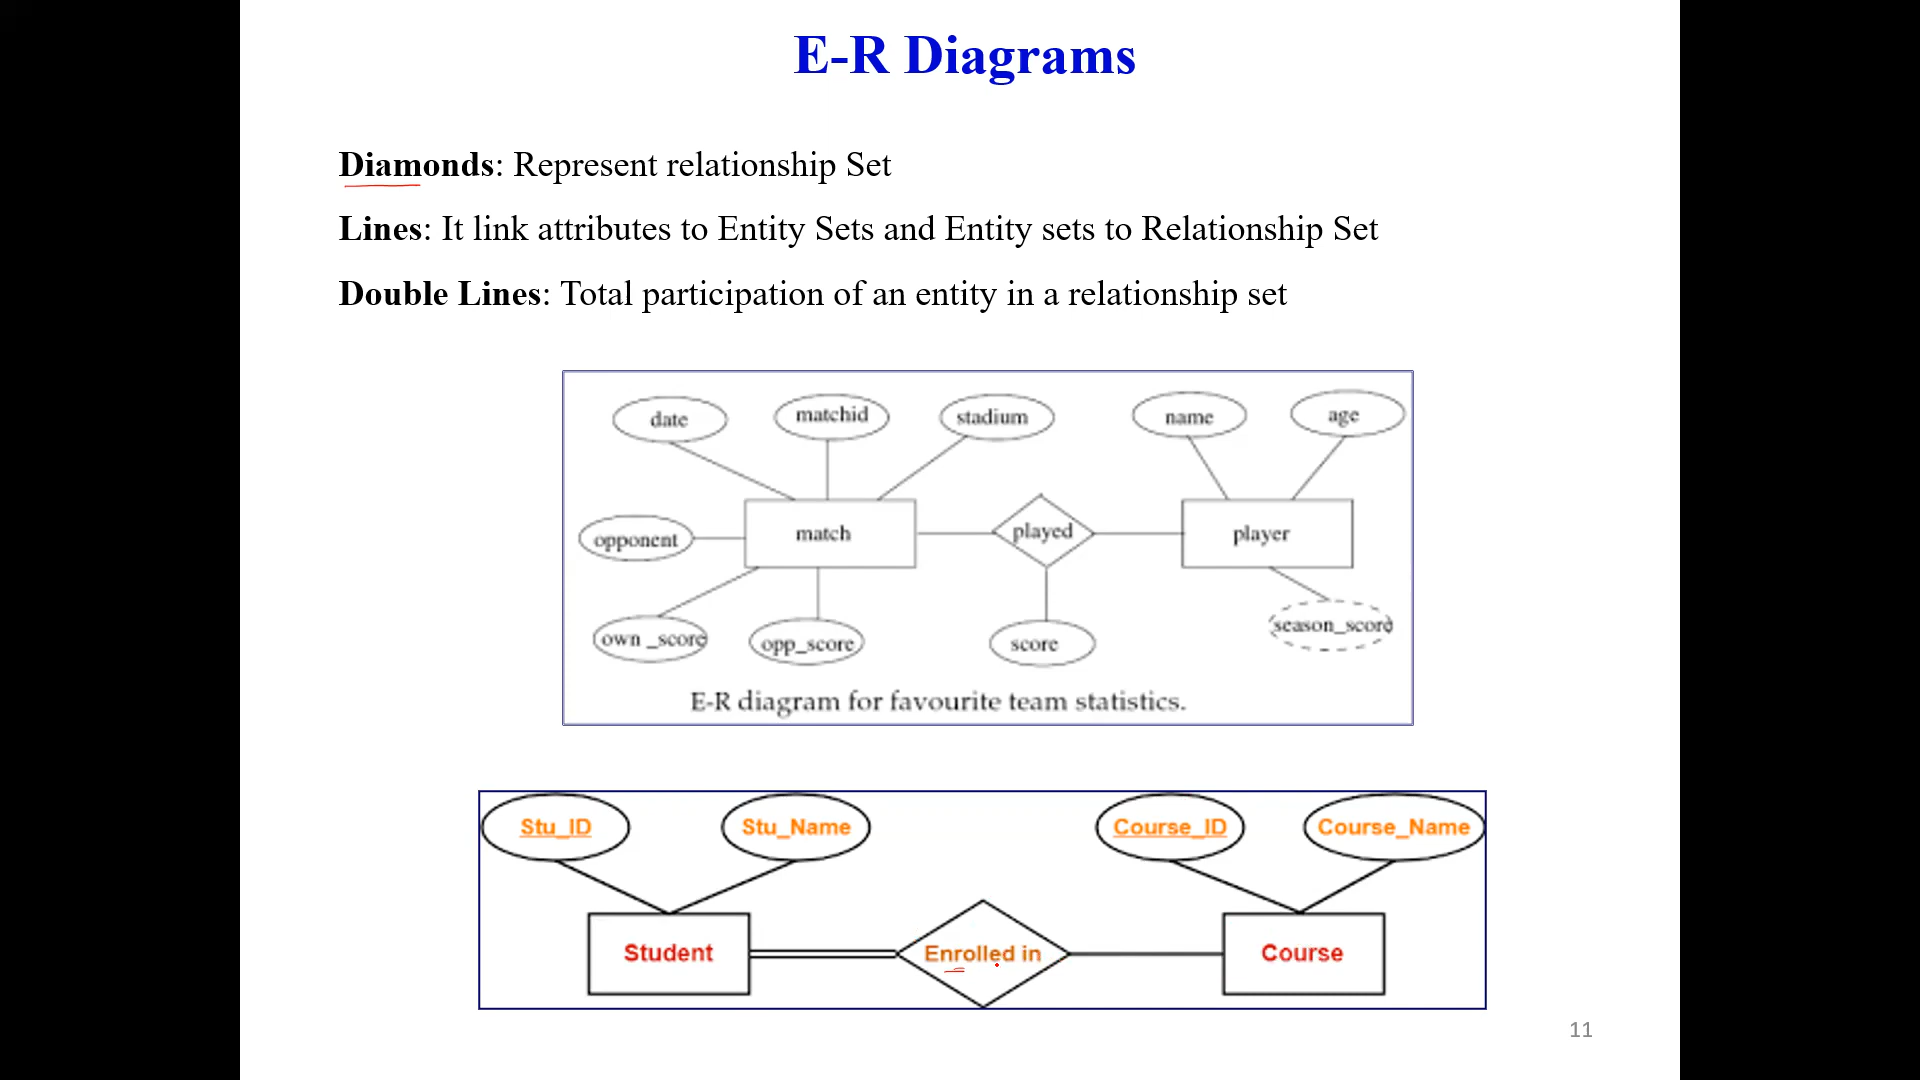 E-R Diagrams
Diamonds: Represent relationship Set
Lines: It link attributes to Entity Sets and Entity sets to Relationship Set
Double Lines: Total participation of an entity in a relationship set
date
matchid
stadium
name
age
opponent
match
played
player
own _score
opp_score
score
season_score
E-R diagram for favourite team statistics.
Stu_ID
Stu_Name
Course_ID
Course_Name
Student
Enrolled in
Course
11